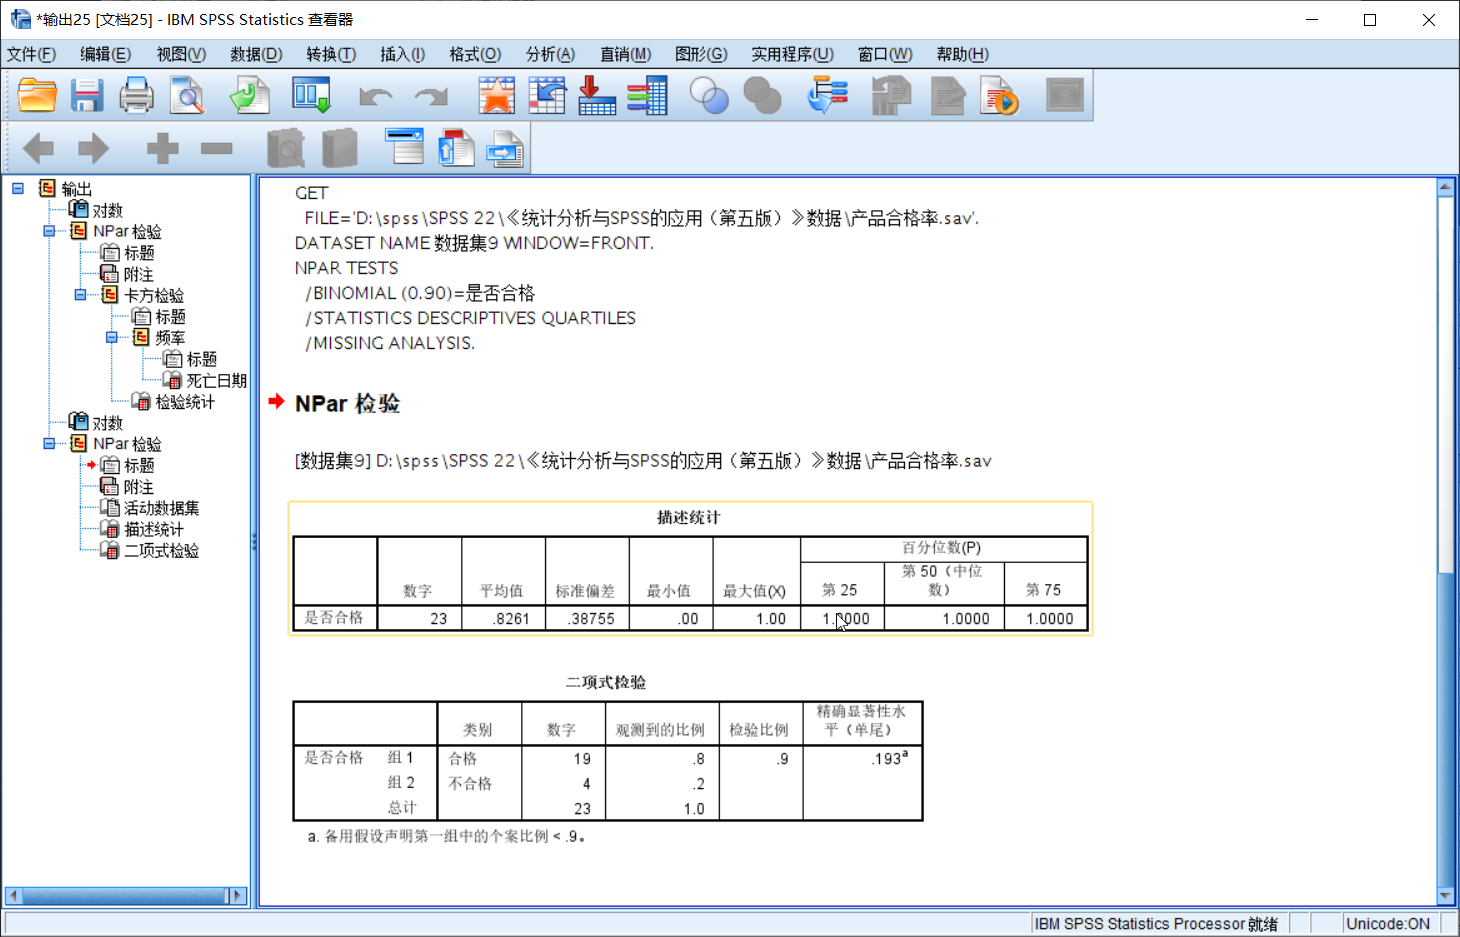 *输出25 [文档25] - IBM SPSS Statistics 查看器
文件(F) 编辑(E) 视图(V) 数据(D) 转换(T) 插入(I) 格式(O) 分析(A) 直销(M) 图形(G) 实用程序(U) 窗口(W) 帮助(H)
输出
对数
NPar 检验
标题
附注
卡方检验
标题
频率
标题
死亡日期
检验统计
对数
NPar 检验
标题
附注
活动数据集
描述统计
二项式检验
GET
FILE='D:\spss\SPSS 22\《统计分析与SPSS的应用（第五版）》数据\产品合格率.sav'.
DATASET NAME 数据集9 WINDOW=FRONT.
NPAR TESTS
/BINOMIAL (0.90)=是否合格
/STATISTICS DESCRIPTIVES QUARTILES
/MISSING ANALYSIS.
NPar 检验
[数据集9] D:\spss\SPSS 22\《统计分析与SPSS的应用（第五版）》数据\产品合格率.sav
描述统计
百分位数(P)
数字 平均值 标准偏差 最小值 最大值(X) 第 25 第 50（中位数） 第 75
是否合格 23 .8261 .38755 .00 1.00 1.0000 1.0000 1.0000
二项式检验
类别 数字 观测到的比例 检验比例 精确显著性水平（单尾）
是否合格 组 1 合格 19 .8 .9 .193a
组 2 不合格 4 .2
总计 23 1.0
a. 备用假设声明第一组中的个案比例 < .9。
IBM SPSS Statistics Processor 就绪 Unicode:ON